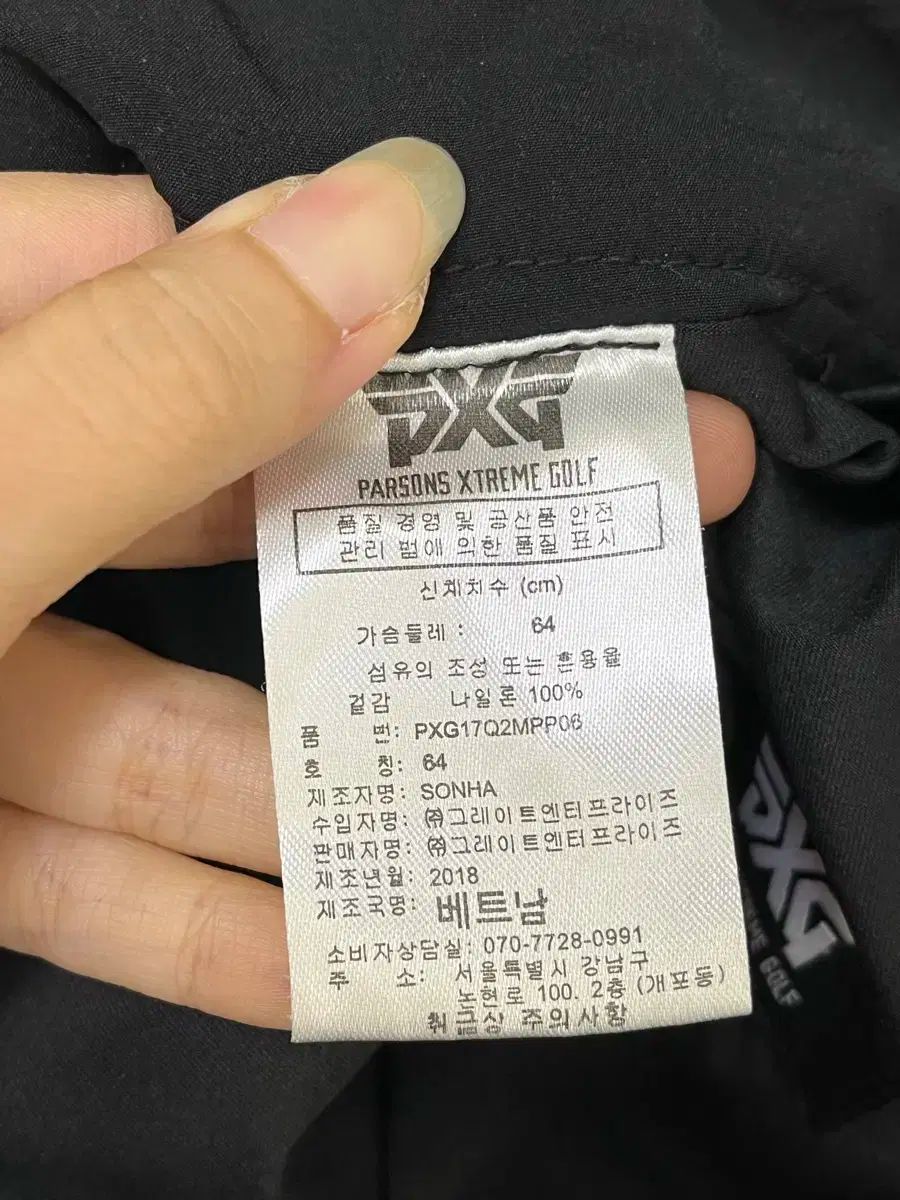 PXG
PARSONS XTREME GOLF
품질 경영 및 공산품 안전
관리 법애 의한 품질 표시
신체치수 (cm)
가슴둘레 : 64
섬유의 조성 또는 혼용율
겉감 나일론 100%
품 번: PXG17Q2MPP06
호 칭: 64
제조자명: SONHA
수입자명: ㈜그레이트엔터프라이즈
판매자명: ㈜그레이트엔터프라이즈
제조년월: 2018
제조국명: 베트남
소비자상담실: 070-7728-0991
주 소: 서울특별시 강남구
논현로 100. 2층 (개포동)
취급상 주의사항
PXG
GOLF